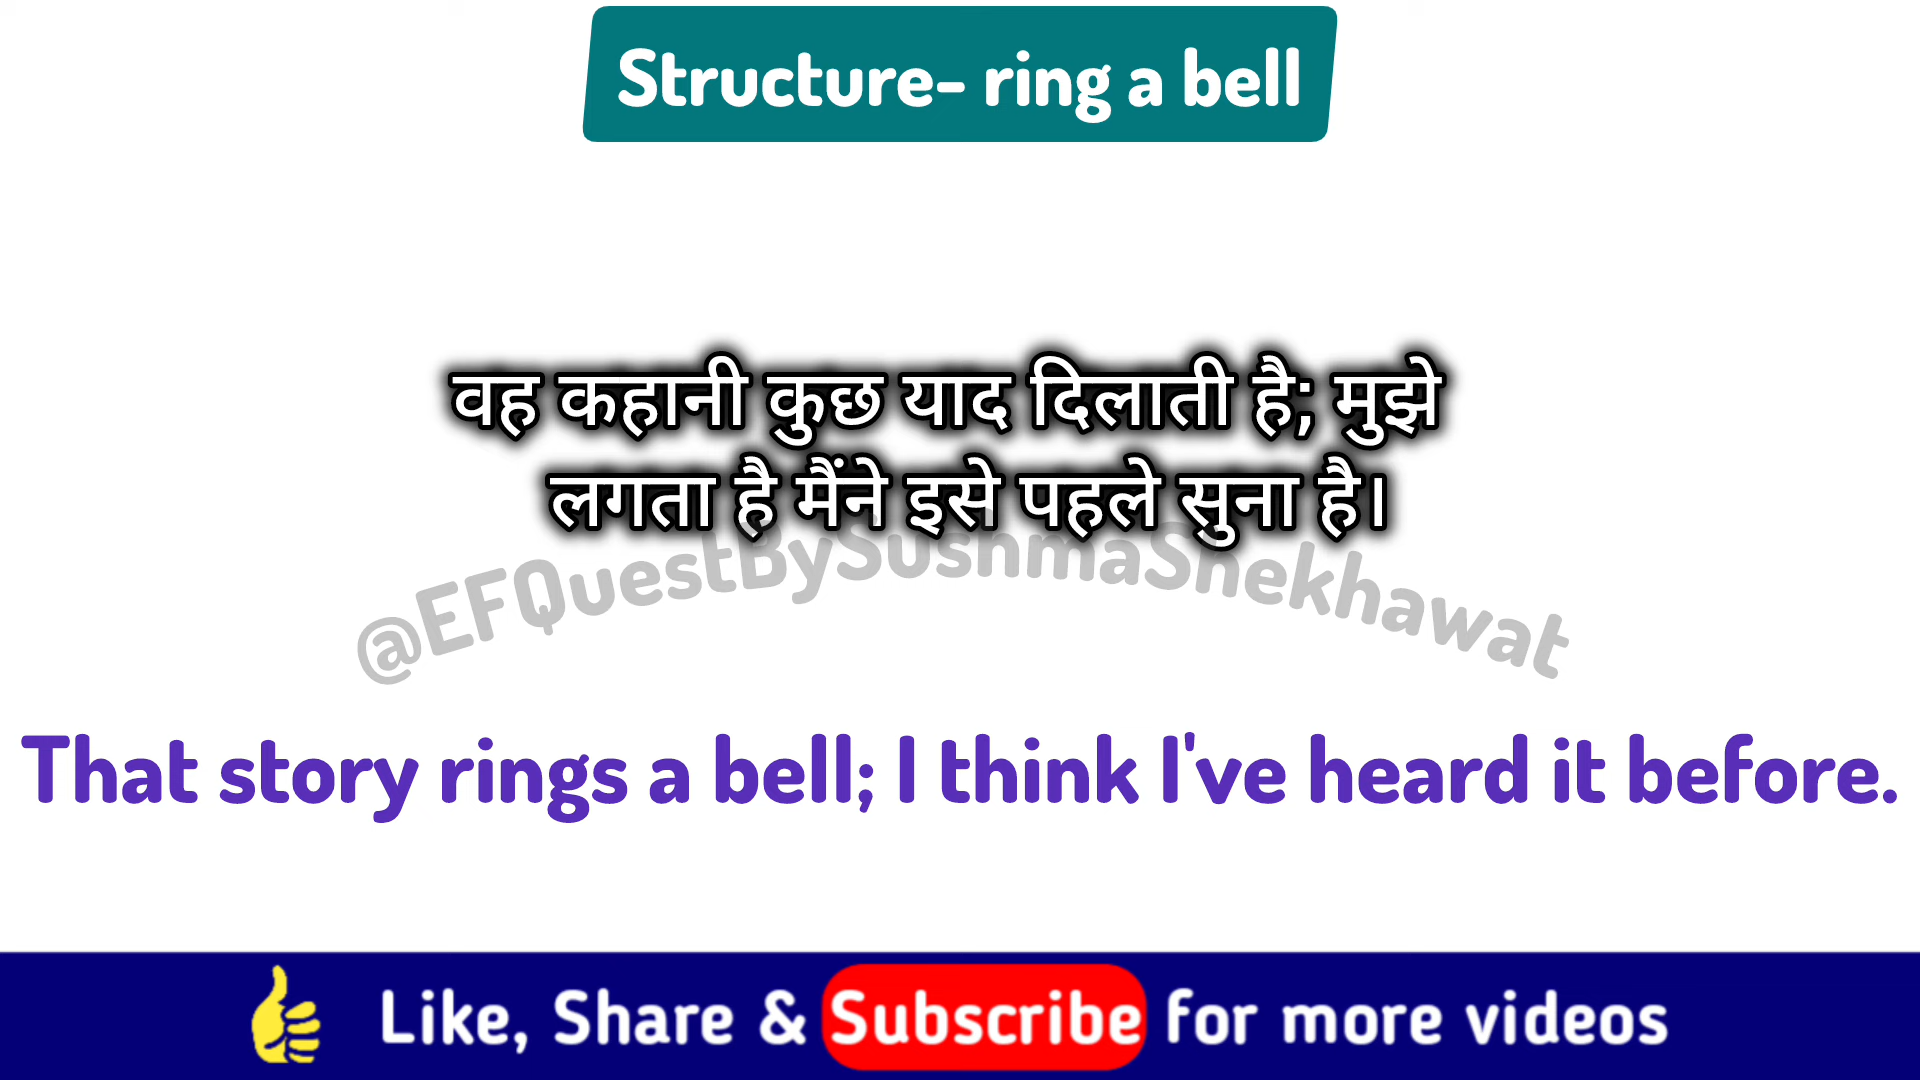 Structure- ring a bell
वह कहानी कुछ याद दिलाती है; मुझे
लगता है मैंने इसे पहले सुना है।
@EFQuestBySushmaShekhawat
That story rings a bell; I think I've heard it before.
Like, Share & Subscribe for more videos